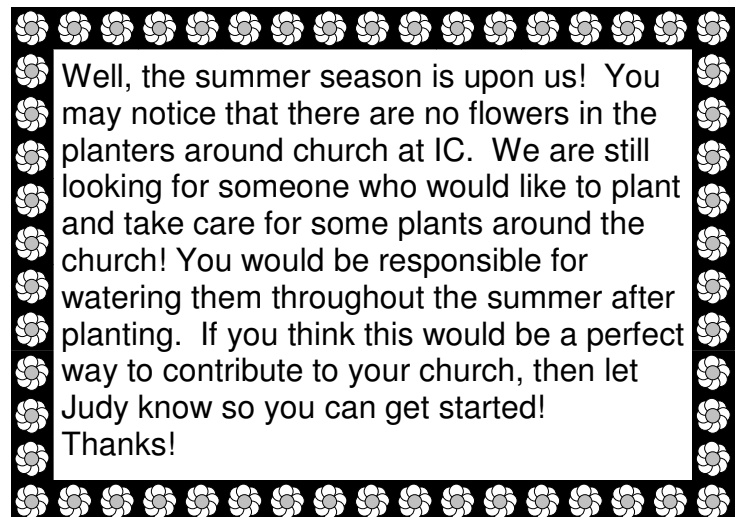 Well, the summer season is upon us!  You
may notice that there are no flowers in the
planters around church at IC.  We are still
looking for someone who would like to plant
and take care for some plants around the
church! You would be responsible for
watering them throughout the summer after
planting.  If you think this would be a perfect
way to contribute to your church, then let
Judy know so you can get started!
Thanks!